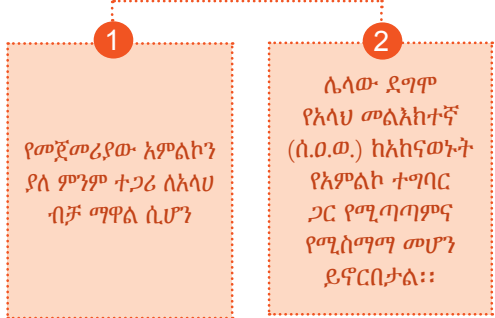 1
የመጀመሪያው አምልኮን
ያለ ምንም ተጋሪ ለአላህ
ብቻ ማዋል ሲሆን
2
ሌላው ደግሞ
የአላህ መልእክተኛ
(ሰ.ዐ.ወ.) ከአከናወኑት
የአምልኮ ተግባር
ጋር የሚጣጣምና
የሚስማማ መሆን
ይኖርበታል፡፡